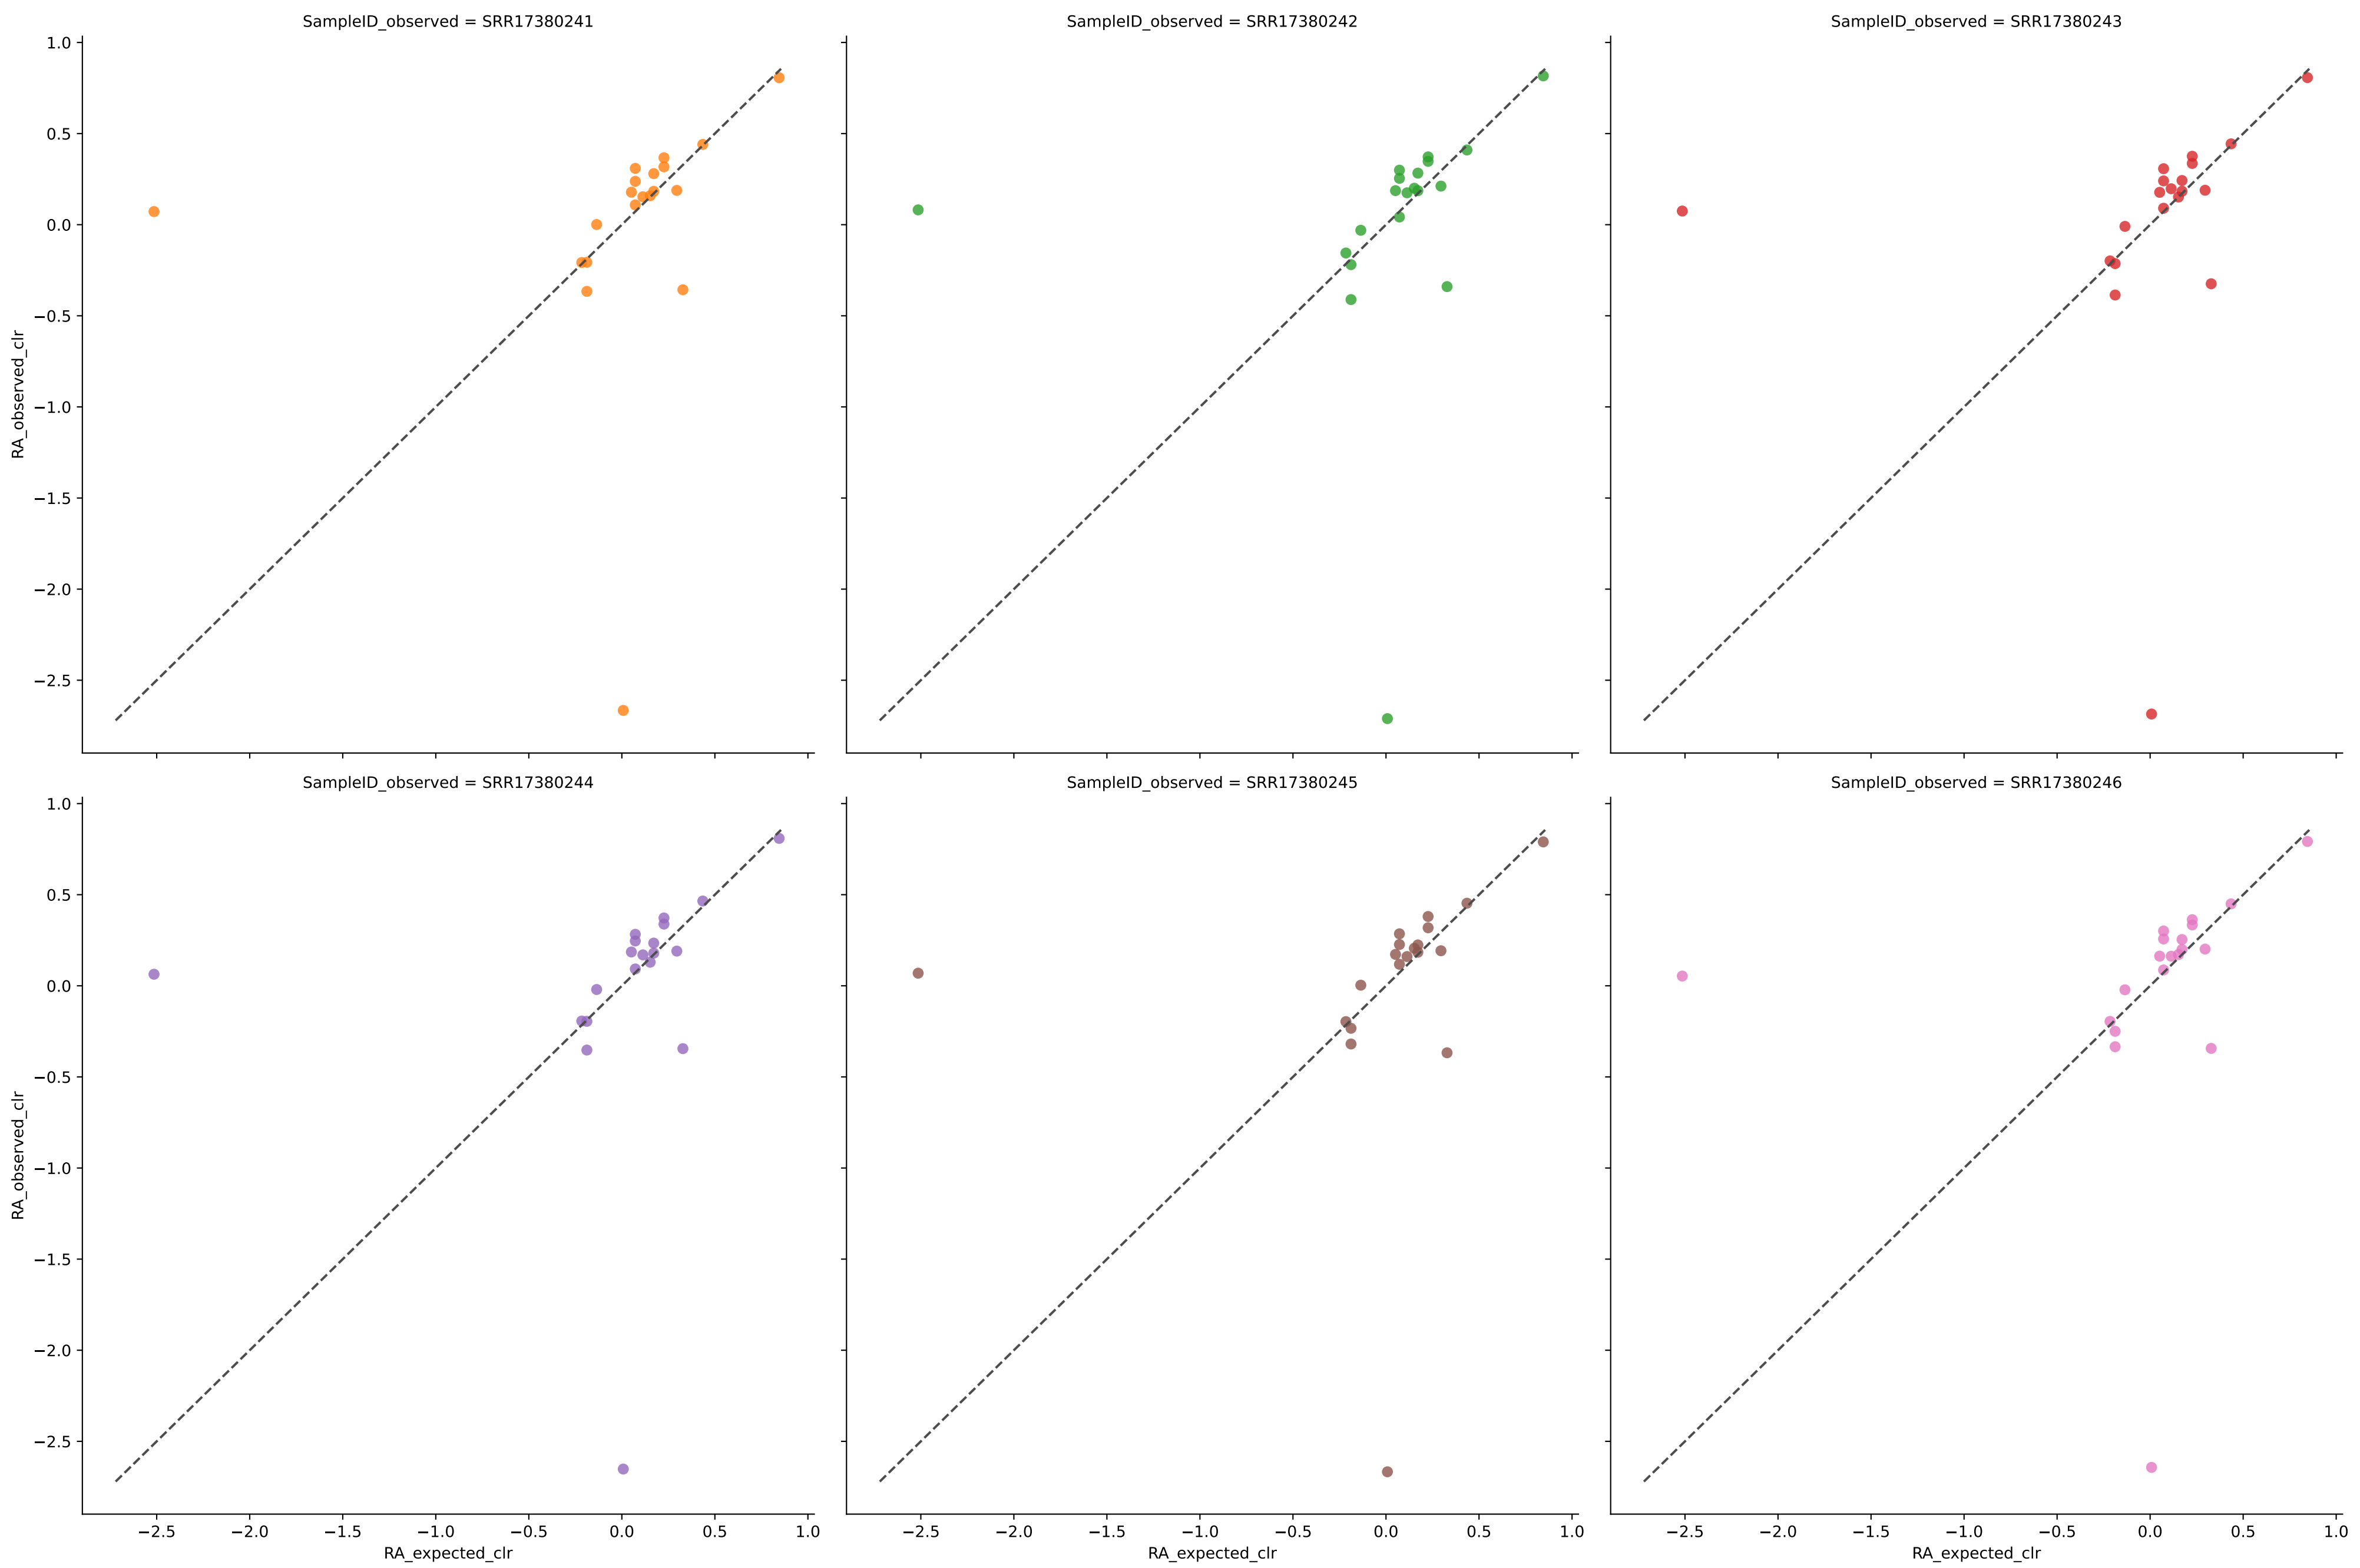 SampleID_observed = SRR17380241
SampleID_observed = SRR17380242
SampleID_observed = SRR17380243
1.0
0.5
0.0
−0.5
−1.0
−1.5
−2.0
−2.5
RA_observed_clr
SampleID_observed = SRR17380244
SampleID_observed = SRR17380245
SampleID_observed = SRR17380246
1.0
0.5
0.0
−0.5
−1.0
−1.5
−2.0
−2.5
RA_observed_clr
−2.5 −2.0 −1.5 −1.0 −0.5 0.0 0.5 1.0
−2.5 −2.0 −1.5 −1.0 −0.5 0.0 0.5 1.0
−2.5 −2.0 −1.5 −1.0 −0.5 0.0 0.5 1.0
RA_expected_clr
RA_expected_clr
RA_expected_clr